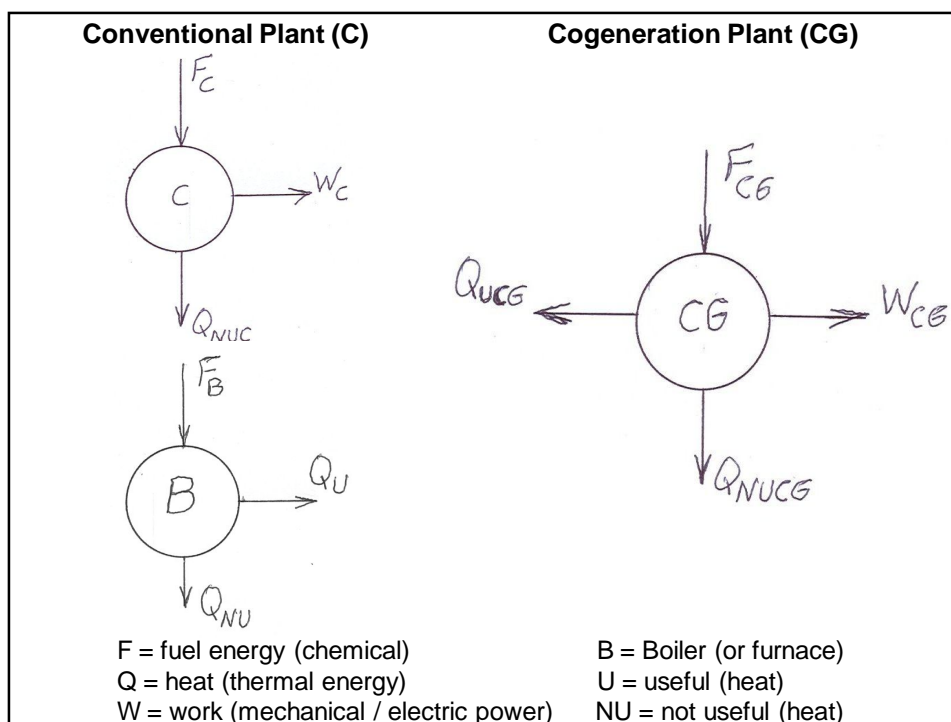 Conventional Plant (C)
F_C
C
W_C
Q_NUC
F_B
B
Q_U
Q_NU
Cogeneration Plant (CG)
F_CG
Q_UCG
CG
W_CG
Q_NUCG
F = fuel energy (chemical)
Q = heat (thermal energy)
W = work (mechanical / electric power)
B = Boiler (or furnace)
U = useful (heat)
NU = not useful (heat)